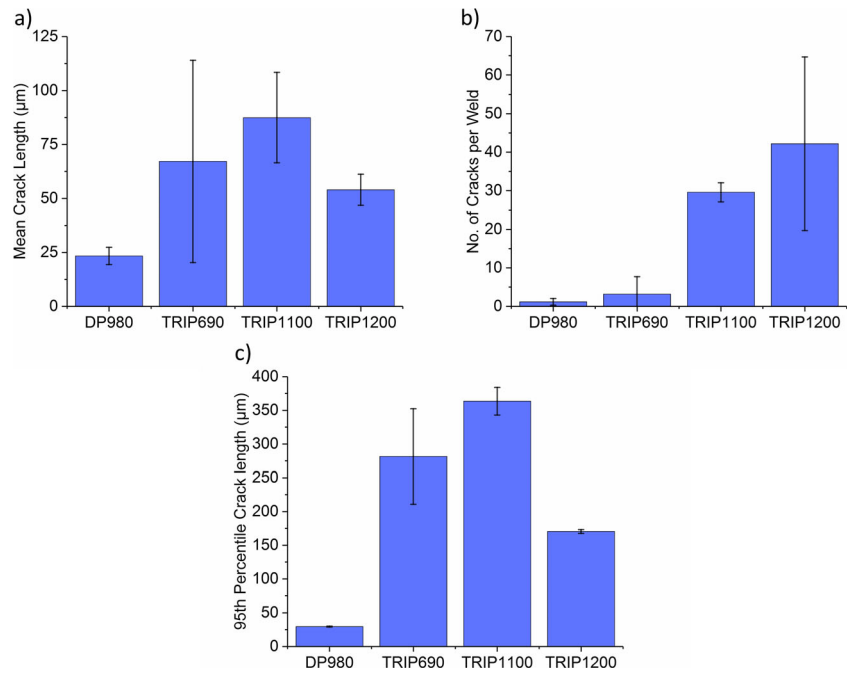 a)
Mean Crack Length (µm)
125
100
75
50
25
0
DP980 TRIP690 TRIP1100 TRIP1200
b)
No. of Cracks per Weld
70
60
50
40
30
20
10
0
DP980 TRIP690 TRIP1100 TRIP1200
c)
95th Percentile Crack length (µm)
400
350
300
250
200
150
100
50
0
DP980 TRIP690 TRIP1100 TRIP1200